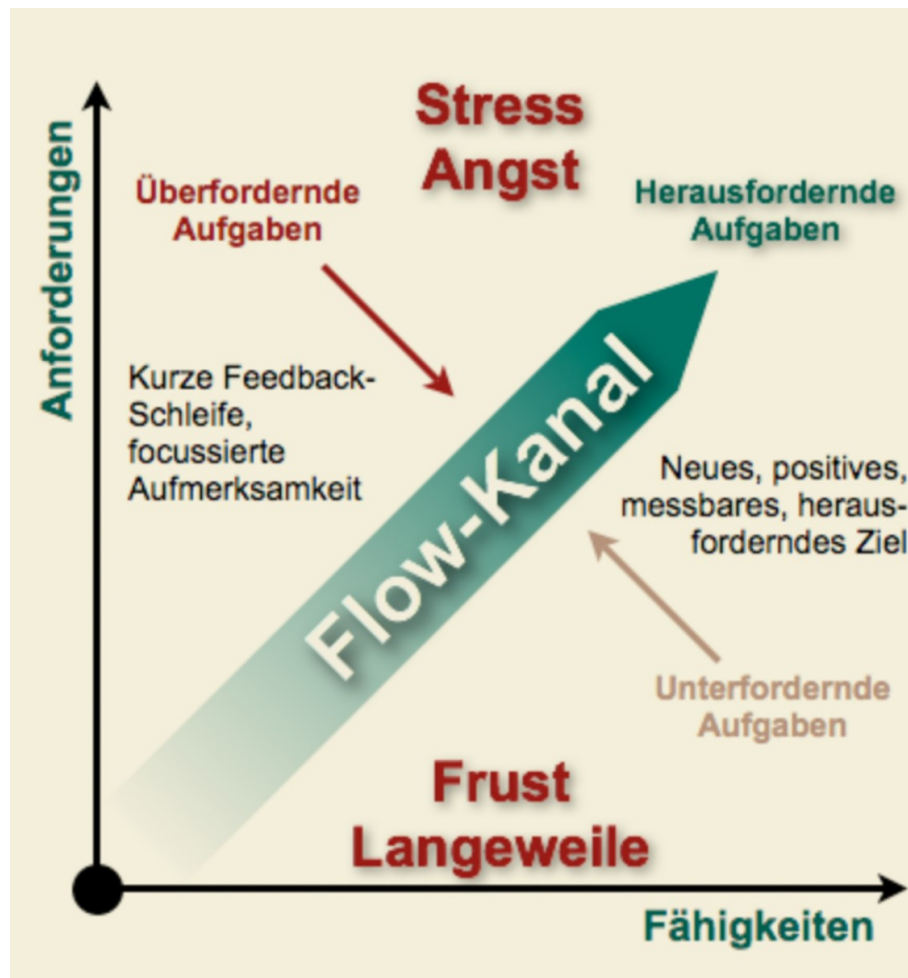 Stress
Angst
Überfordernde
Aufgaben
Herausfordernde
Aufgaben
Anforderungen
Kurze Feedback-
Schleife,
focussierte
Aufmerksamkeit
Flow-Kanal
Neues, positives,
messbares, heraus-
forderndes Ziel
Unterfordernde
Aufgaben
Frust
Langeweile
Fähigkeiten